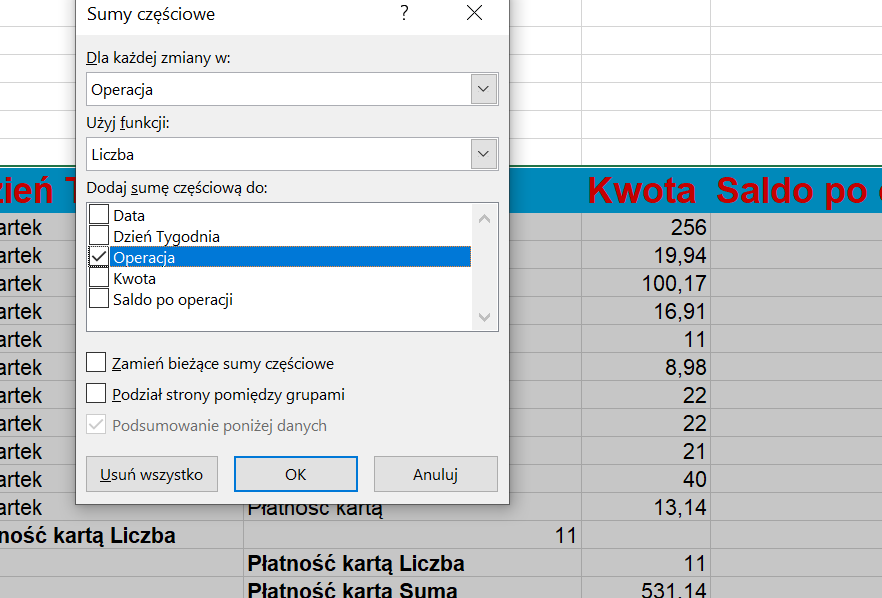 Sumy częściowe ?
Dla każdej zmiany w:
Operacja
Użyj funkcji:
Liczba
Dodaj sumę częściową do:
Data
Dzień Tygodnia
Operacja
Kwota
Saldo po operacji
Zamień bieżące sumy częściowe
Podział strony pomiędzy grupami
Podsumowanie poniżej danych
Usuń wszystko OK Anuluj
zień T Kwota Saldo po
artek 256
artek 19,94
artek 100,17
artek 16,91
artek 11
artek 8,98
artek 22
artek 22
artek 21
artek 40
artek Płatność kartą 13,14
ność kartą Liczba 11
Płatność kartą Liczba 11
Płatność kartą Suma 531,14